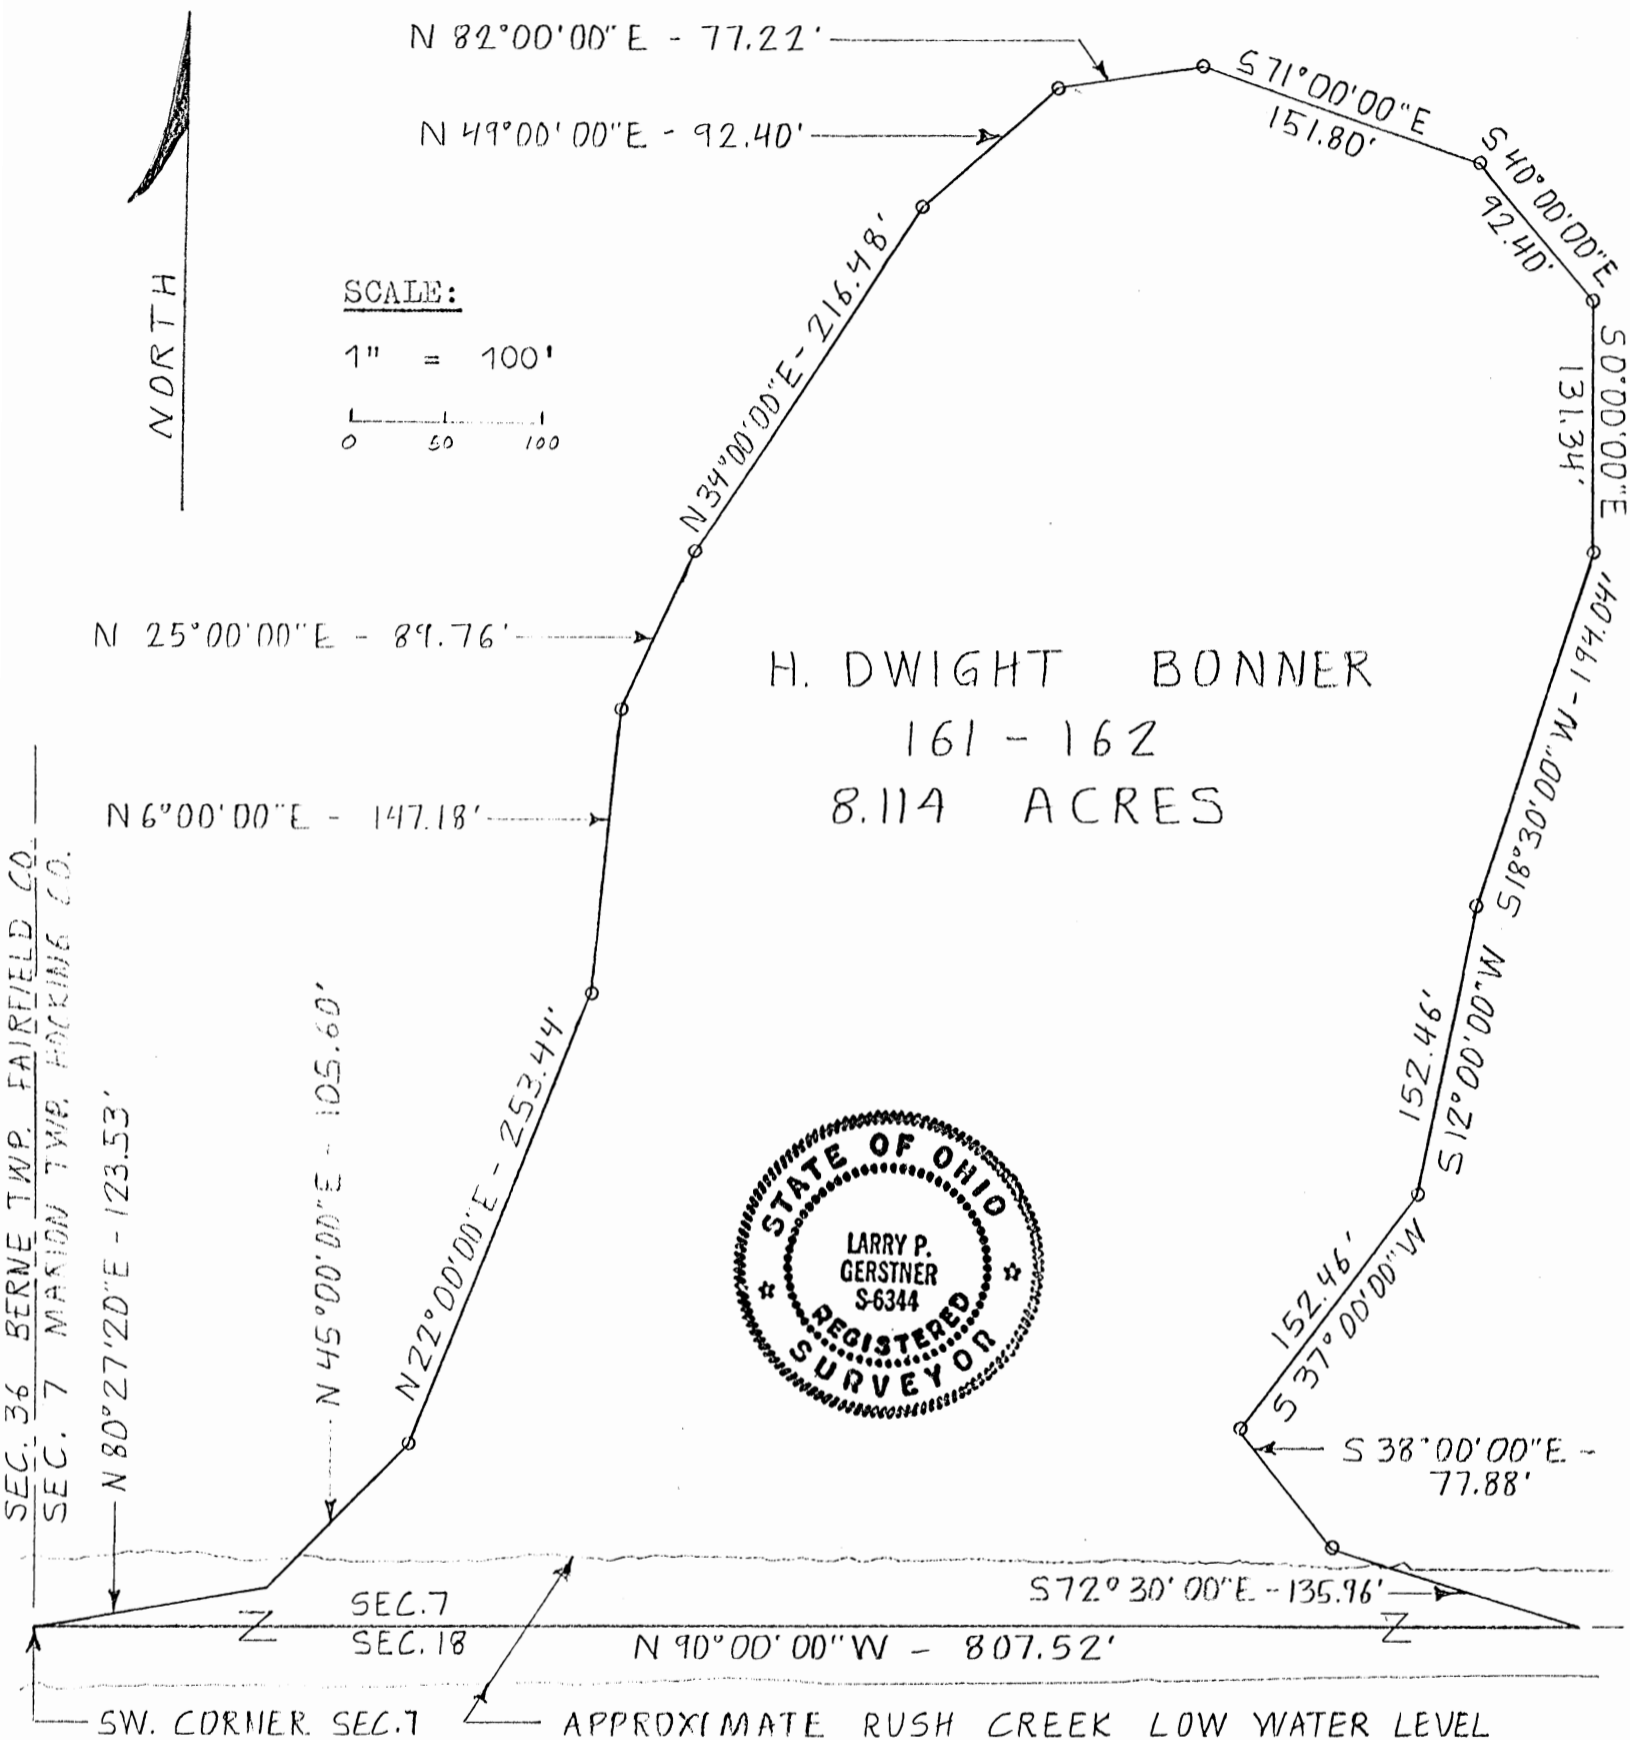 N 82°00'00"E - 77.22'
N 49°00'00"E - 92.40'
S 71°00'00"E
151.80'
S 40°00'00"E
92.40'
S 0°00'00"E
131.34'
NORTH
SCALE:
1" = 100'
0 50 100
N 34°00'00"E - 216.48'
N 25°00'00"E - 89.76'
H. DWIGHT BONNER
161 - 162
8.114 ACRES
N 6°00'00"E - 147.18'
S 18°30'00"W - 194.04'
SEC. 36 BERNE TWP. FAIRFIELD CO.
SEC. 7 MARION TWP. HOCKING CO.
N 80°27'20"E - 123.53'
N 45°00'00"E - 105.60'
N 22°00'00"E - 253.44'
152.46'
S 12°00'00"W
STATE OF OHIO
LARRY P.
GERSTNER
S-6344
REGISTERED
SURVEYOR
152.46'
S 37°00'00"W
S 38°00'00"E -
77.88'
S 72°30'00"E - 135.96'
SEC. 7
SEC. 18
N 90°00'00"W - 807.52'
SW. CORNER SEC. 7
APPROXIMATE RUSH CREEK LOW WATER LEVEL